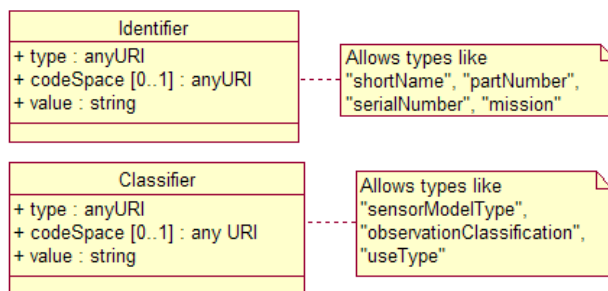 Identifier
+ type : anyURI
+ codeSpace [0..1] : anyURI
+ value : string
Allows types like
"shortName", "partNumber",
"serialNumber", "mission"
Classifier
+ type : anyURI
+ codeSpace [0..1] : any URI
+ value : string
Allows types like
"sensorModelType",
"observationClassification",
"useType"